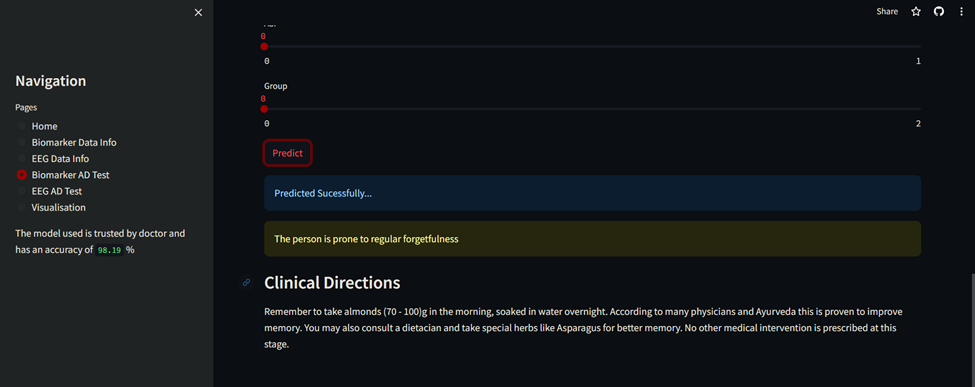 Share
Navigation
Pages
Home
Biomarker Data Info
EEG Data Info
Biomarker AD Test
EEG AD Test
Visualisation
The model used is trusted by doctor and
has an accuracy of 98.19 %
0
0 1
Group
0
0 2
Predict
Predicted Sucessfully...
The person is prone to regular forgetfulness
Clinical Directions
Remember to take almonds (70 - 100)g in the morning, soaked in water overnight. According to many physicians and Ayurveda this is proven to improve
memory. You may also consult a dietacian and take special herbs like Asparagus for better memory. No other medical intervention is prescribed at this
stage.